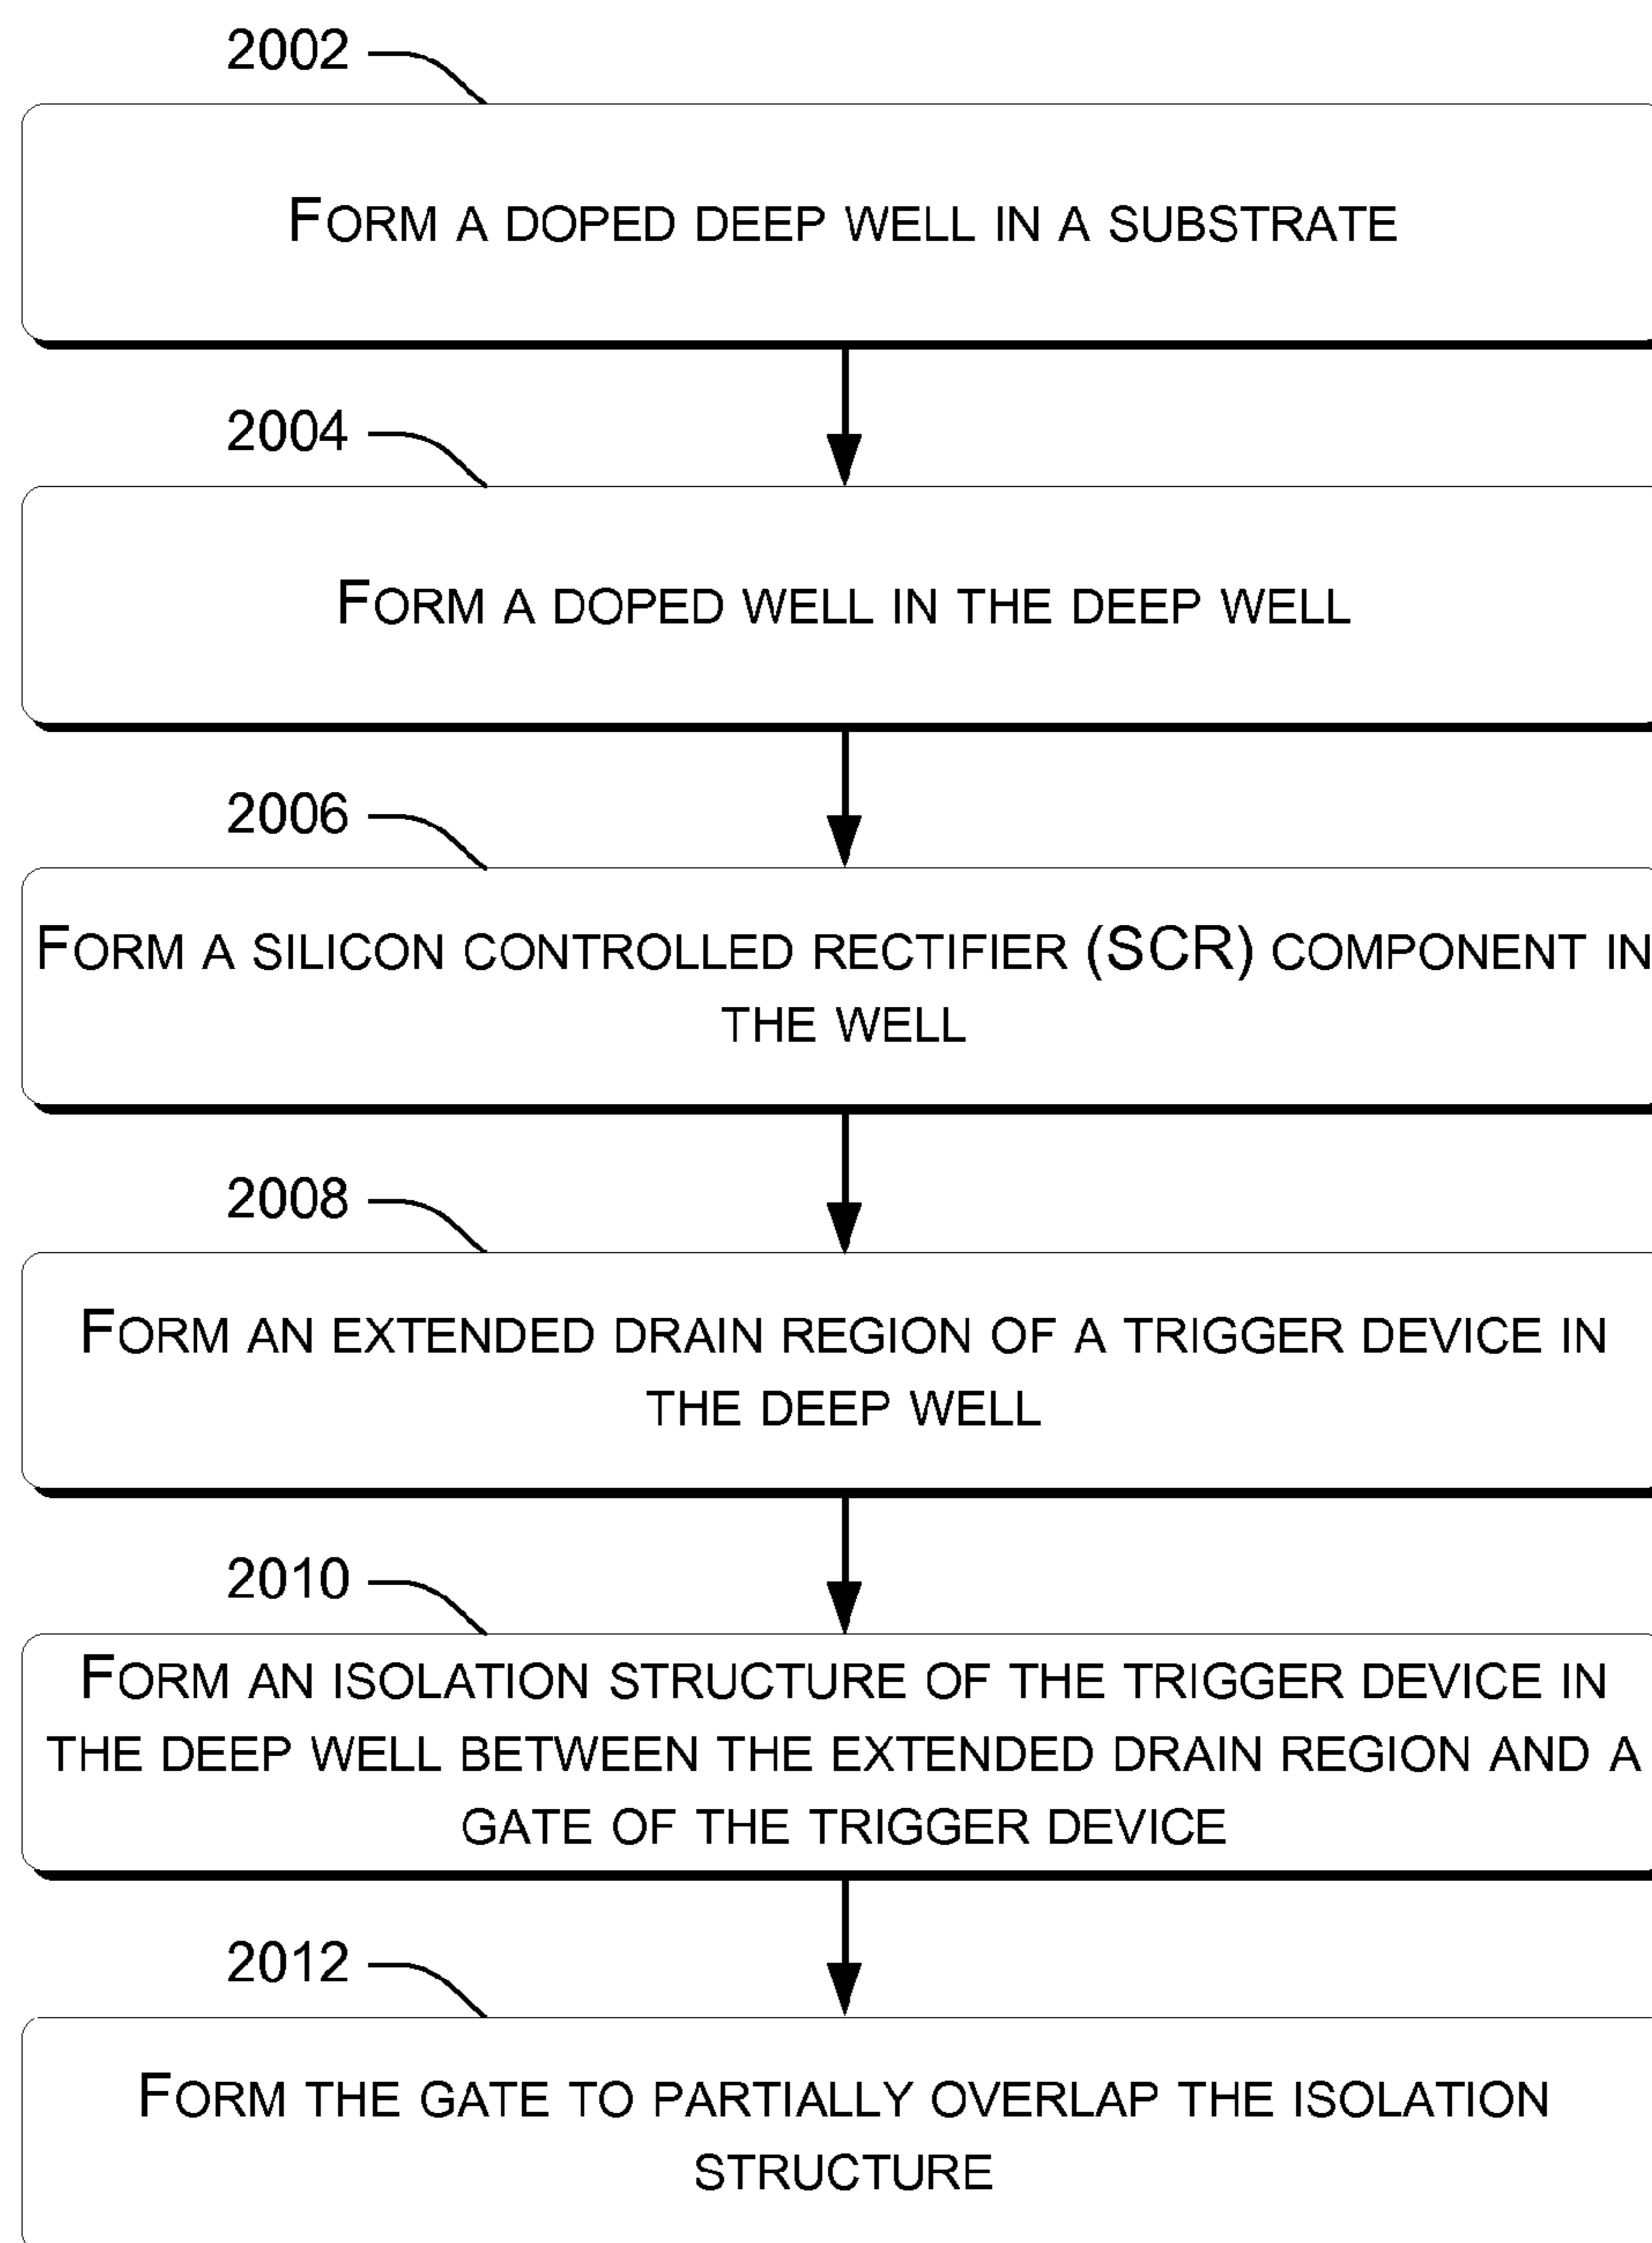 2002
FORM A DOPED DEEP WELL IN A SUBSTRATE
2004
FORM A DOPED WELL IN THE DEEP WELL
2006
FORM A SILICON CONTROLLED RECTIFIER (SCR) COMPONENT IN
THE WELL
2008
FORM AN EXTENDED DRAIN REGION OF A TRIGGER DEVICE IN
THE DEEP WELL
2010
FORM AN ISOLATION STRUCTURE OF THE TRIGGER DEVICE IN
THE DEEP WELL BETWEEN THE EXTENDED DRAIN REGION AND A
GATE OF THE TRIGGER DEVICE
2012
FORM THE GATE TO PARTIALLY OVERLAP THE ISOLATION
STRUCTURE